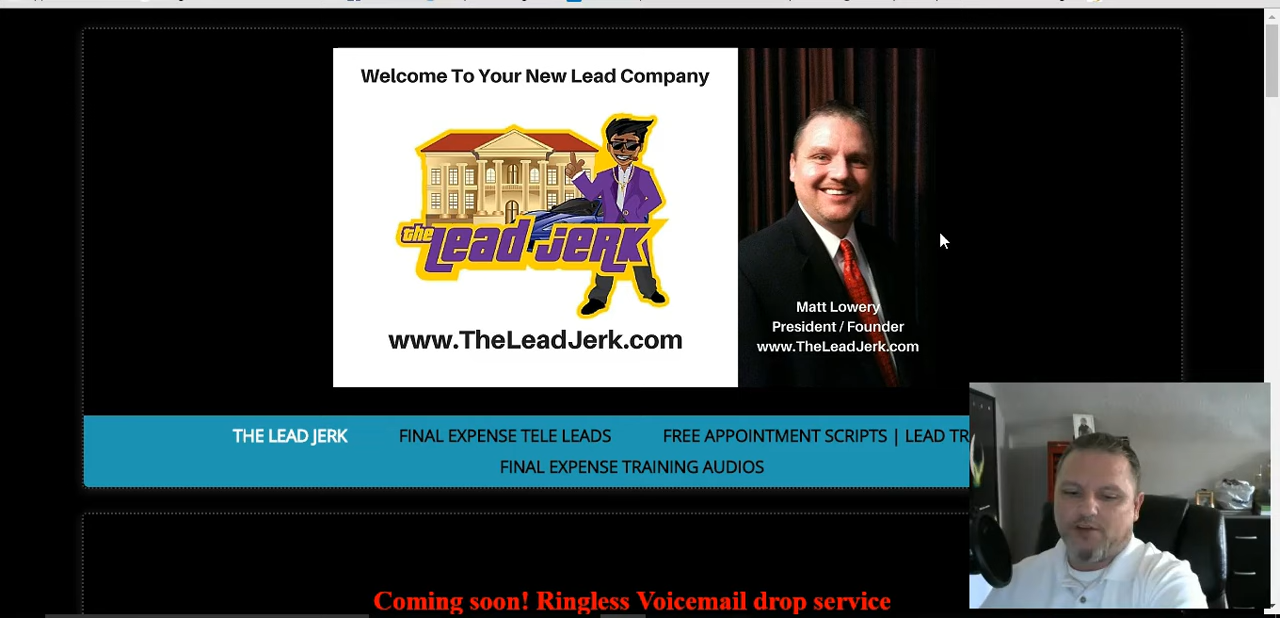 Welcome To Your New Lead Company
the Lead Jerk
www.TheLeadJerk.com
Matt Lowery
President / Founder
www.TheLeadJerk.com
THE LEAD JERK FINAL EXPENSE TELE LEADS FREE APPOINTMENT SCRIPTS | LEAD TR
FINAL EXPENSE TRAINING AUDIOS
Coming soon! Ringless Voicemail drop service